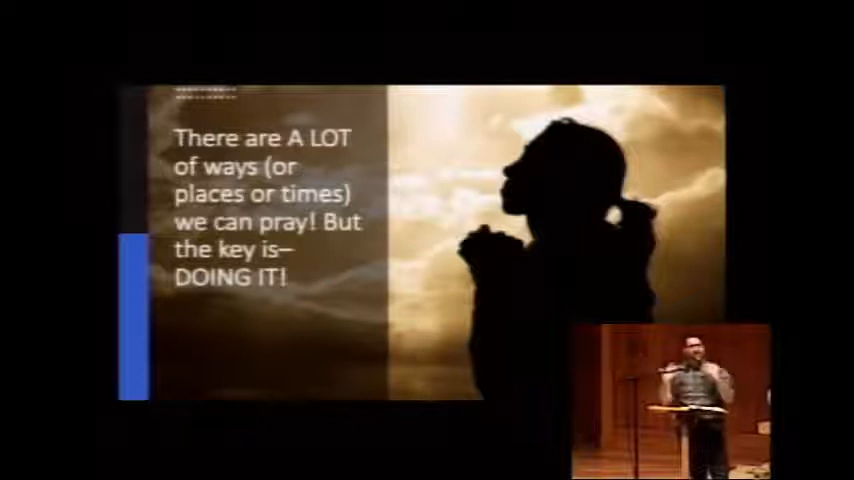 There are A LOT
of ways (or
places or times)
we can pray! But
the key is–
DOING IT!